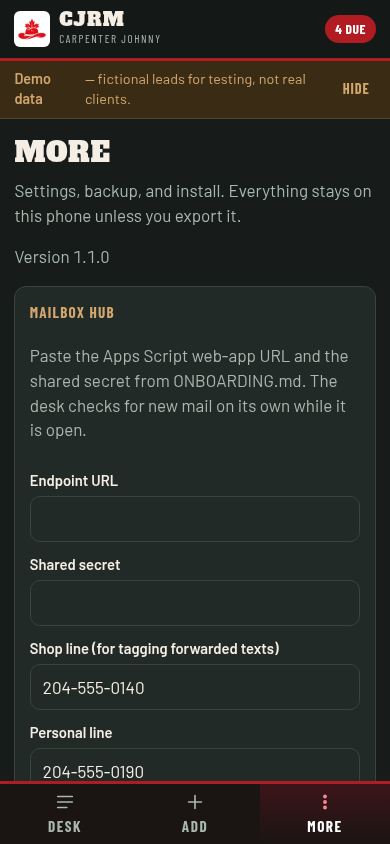 CJRM
CARPENTER JOHNNY
4 DUE
Demo data — fictional leads for testing, not real clients.
HIDE
MORE
Settings, backup, and install. Everything stays on
this phone unless you export it.
Version 1.1.0
MAILBOX HUB
Paste the Apps Script web-app URL and the
shared secret from ONBOARDING.md. The
desk checks for new mail on its own while it
is open.
Endpoint URL
Shared secret
Shop line (for tagging forwarded texts)
204-555-0140
Personal line
204-555-0190
DESK
ADD
MORE